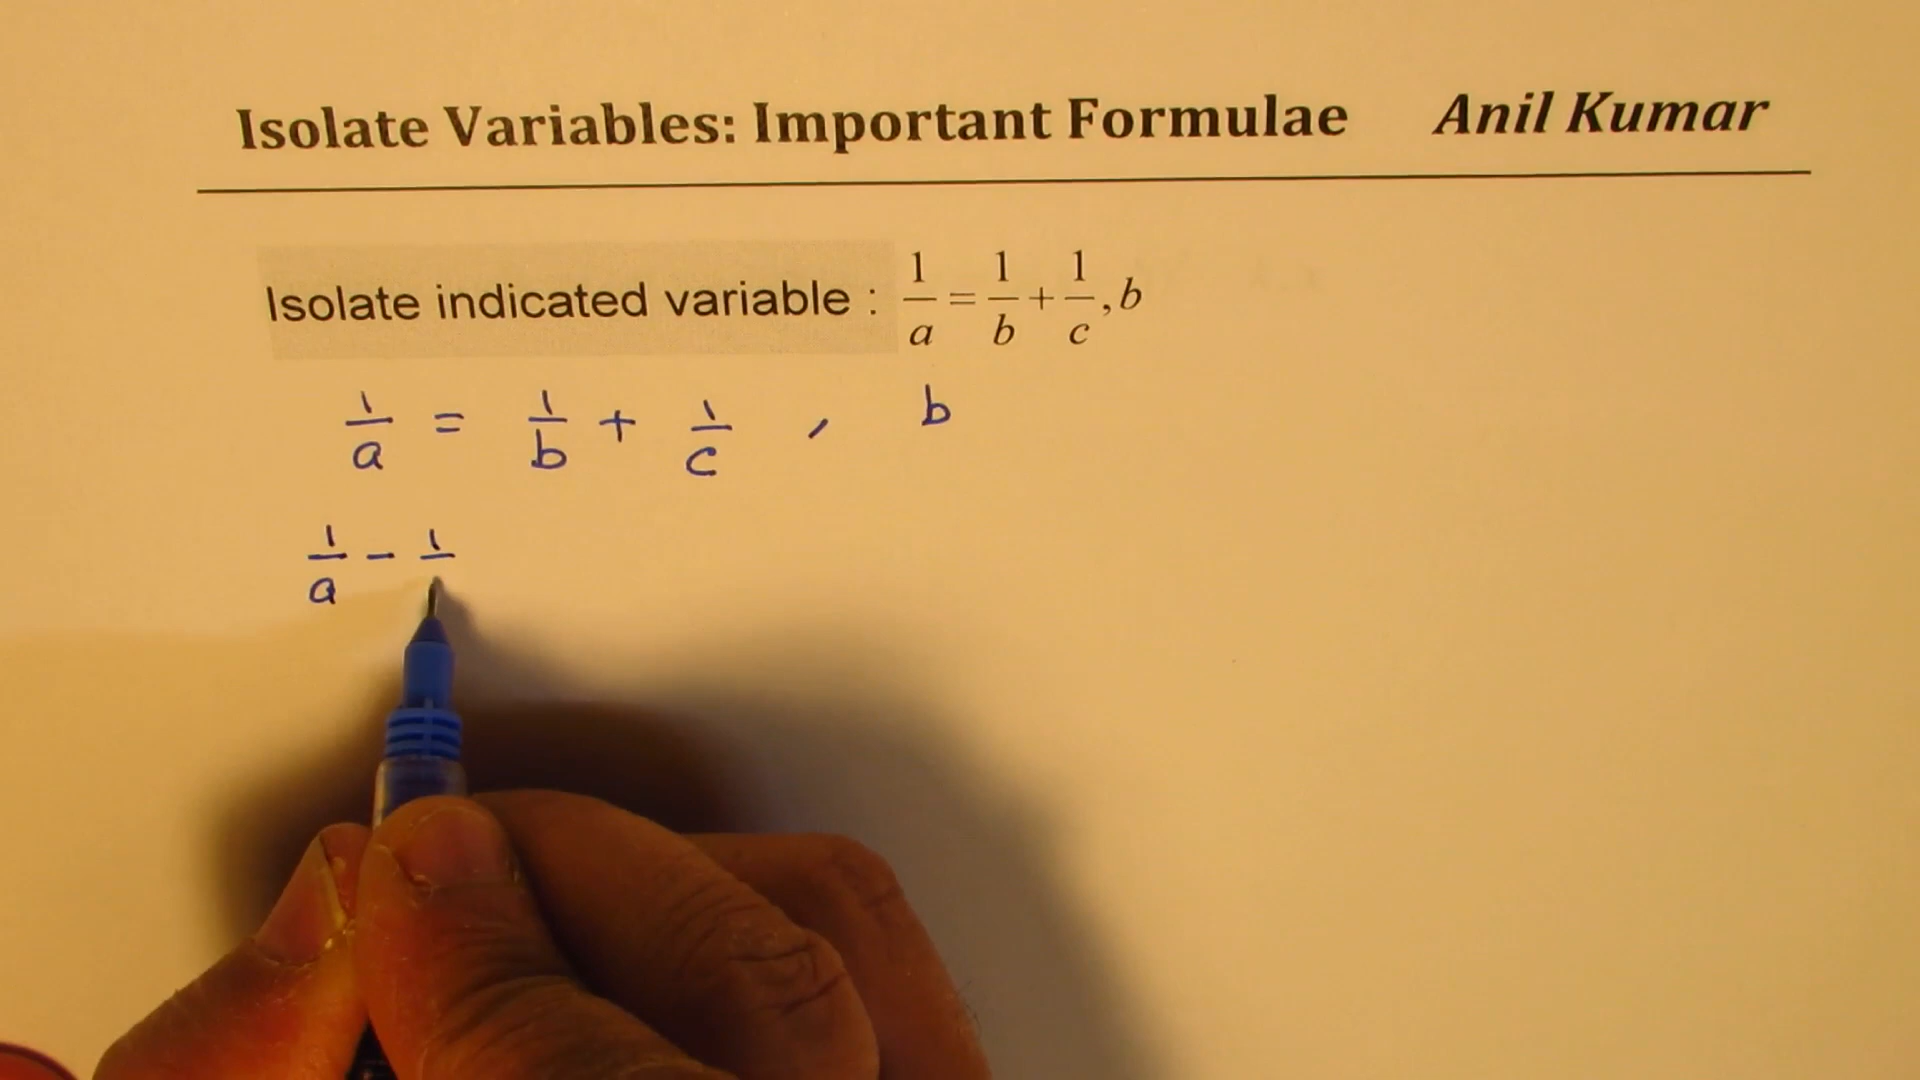 Isolate Variables: Important Formulae Anil Kumar
Isolate indicated variable : 1/a = 1/b + 1/c , b
1/a = 1/b + 1/c , b
1/a - 1/